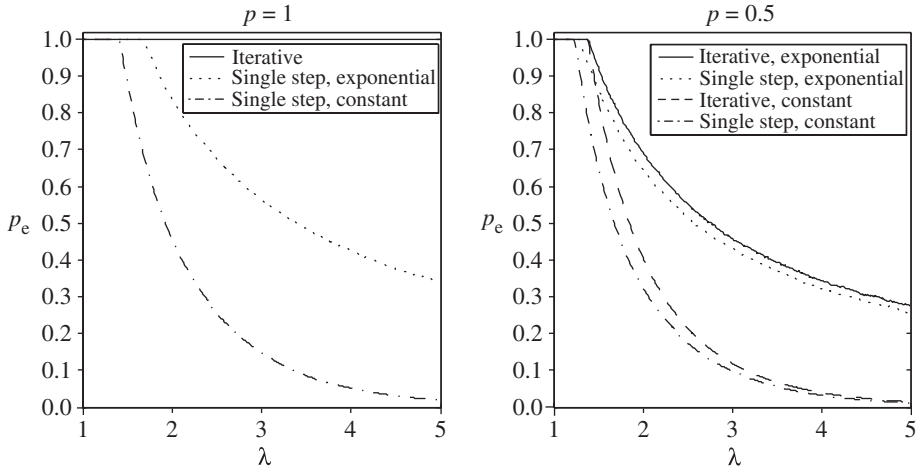 p = 1
1.0
0.9
0.8
0.7
0.6
0.5
0.4
0.3
0.2
0.1
0.0
pe
1
2
3
4
5
λ
Iterative
Single step, exponential
Single step, constant
p = 0.5
1.0
0.9
0.8
0.7
0.6
0.5
0.4
0.3
0.2
0.1
0.0
pe
1
2
3
4
5
λ
Iterative, exponential
Single step, exponential
Iterative, constant
Single step, constant